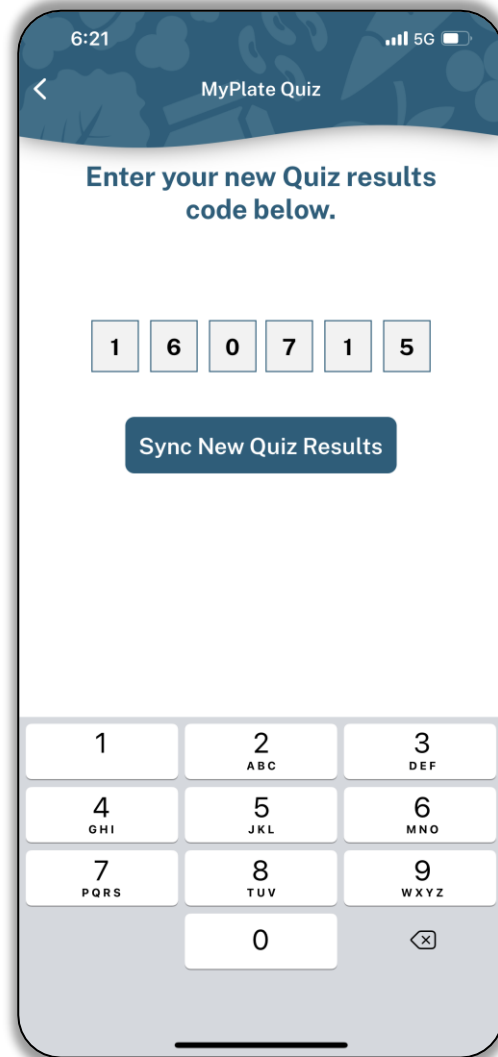 6:21
5G
MyPlate Quiz
Enter your new Quiz results
code below.
1 6 0 7 1 5
Sync New Quiz Results
1 2 3
ABC DEF
4 5 6
GHI JKL MNO
7 8 9
PQRS TUV WXYZ
0